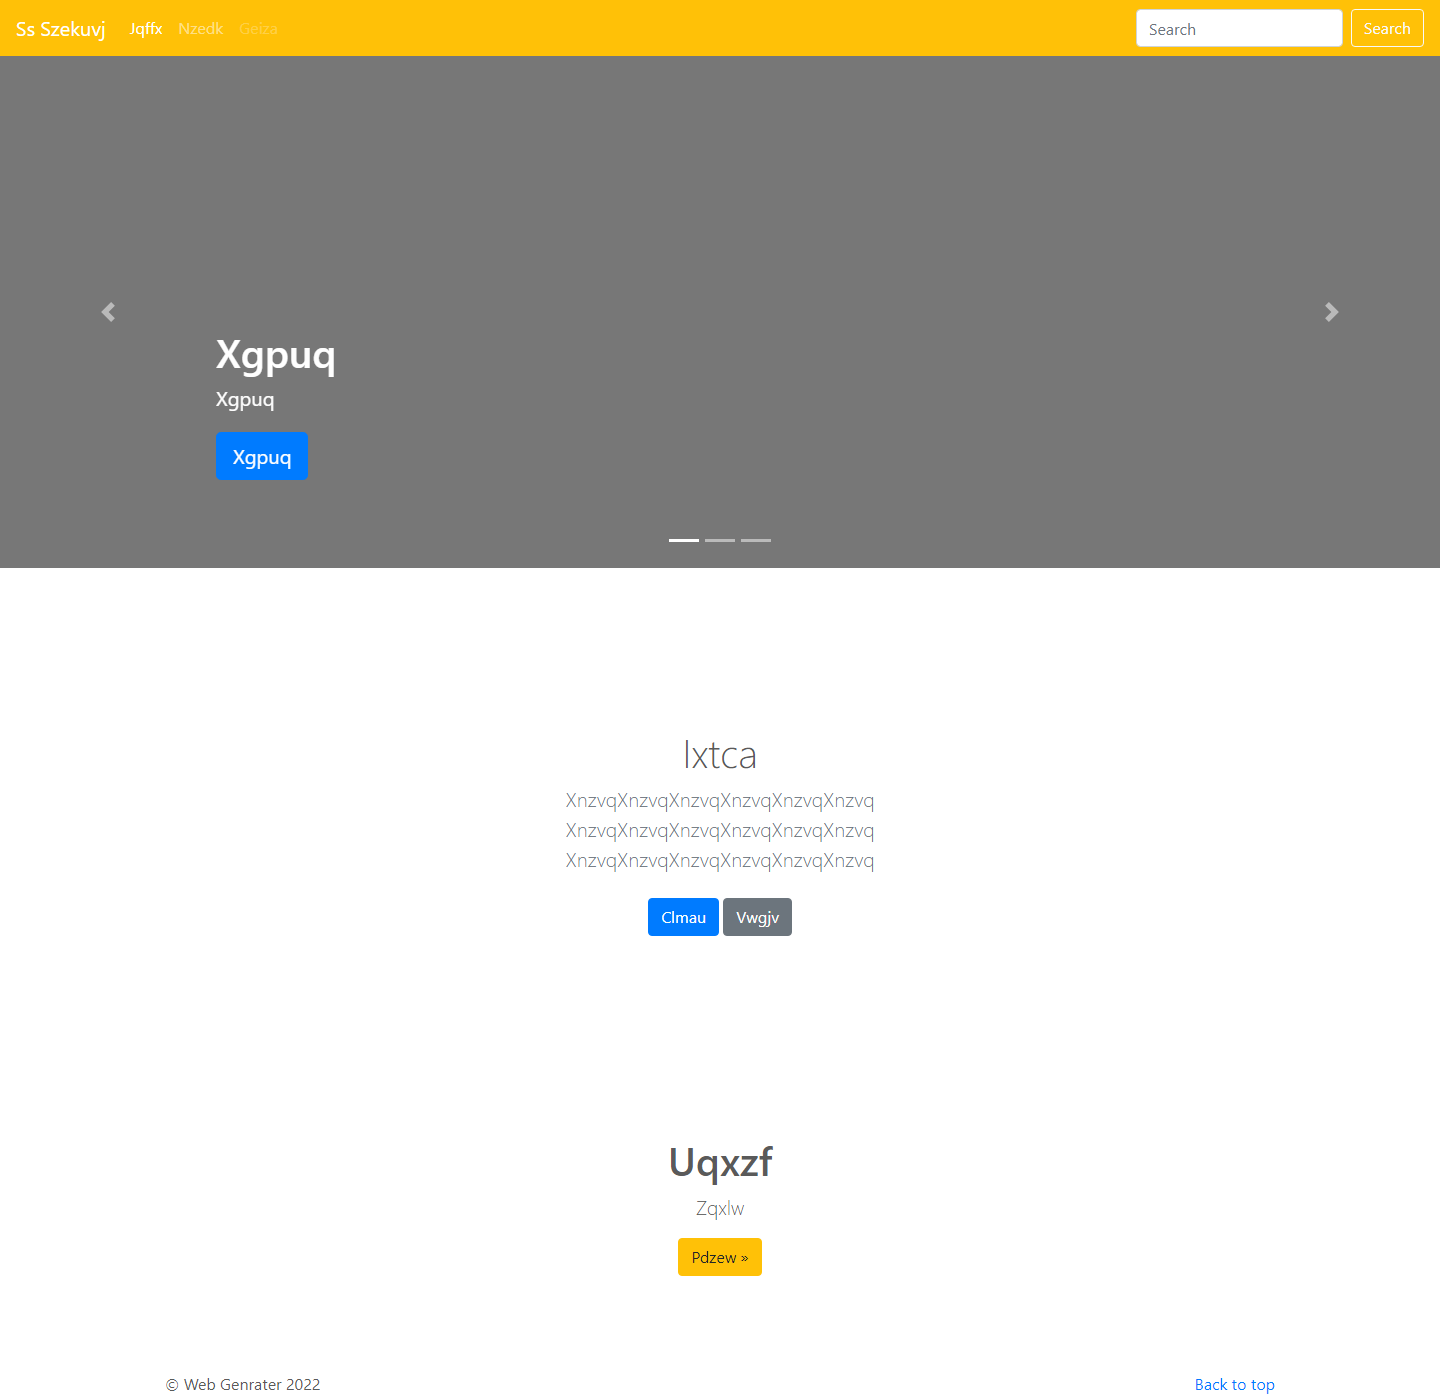 Ss Szekuvj Jqffx Nzedk Geiza Search Search
Xgpuq
Xgpuq
Xgpuq
lxtca
XnzvqXnzvqXnzvqXnzvqXnzvqXnzvq
XnzvqXnzvqXnzvqXnzvqXnzvqXnzvq
XnzvqXnzvqXnzvqXnzvqXnzvqXnzvq
Clmau Vwgjv
Uqxzf
Zqxlw
Pdzew »
© Web Genrater 2022 Back to top